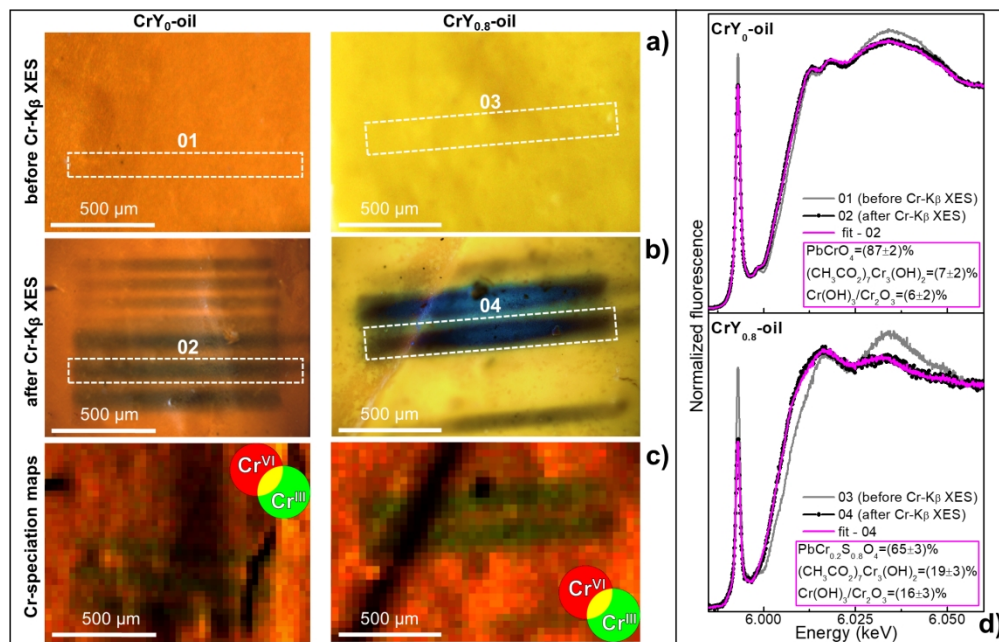 CrY₀-oil
CrY₀.₈-oil
before Cr-Kβ XES
a)
01
500 µm
03
500 µm
after Cr-Kβ XES
b)
02
500 µm
04
500 µm
Cr-speciation maps
c)
Crⱽᴵ
Crᴵᴵᴵ
500 µm
Crⱽᴵ
Crᴵᴵᴵ
500 µm
CrY₀-oil
01 (before Cr-Kβ XES)
02 (after Cr-Kβ XES)
fit - 02
PbCrO₄=(87±2)%
(CH₃CO₂)₇Cr₃(OH)₂=(7±2)%
Cr(OH)₃/Cr₂O₃=(6±2)%
Normalized fluorescence
CrY₀.₈-oil
03 (before Cr-Kβ XES)
04 (after Cr-Kβ XES)
fit - 04
PbCr₀.₂S₀.₈O₄=(65±3)%
(CH₃CO₂)₇Cr₃(OH)₂=(19±3)%
Cr(OH)₃/Cr₂O₃=(16±3)%
6.000
6.050
Energy (keV)
d)